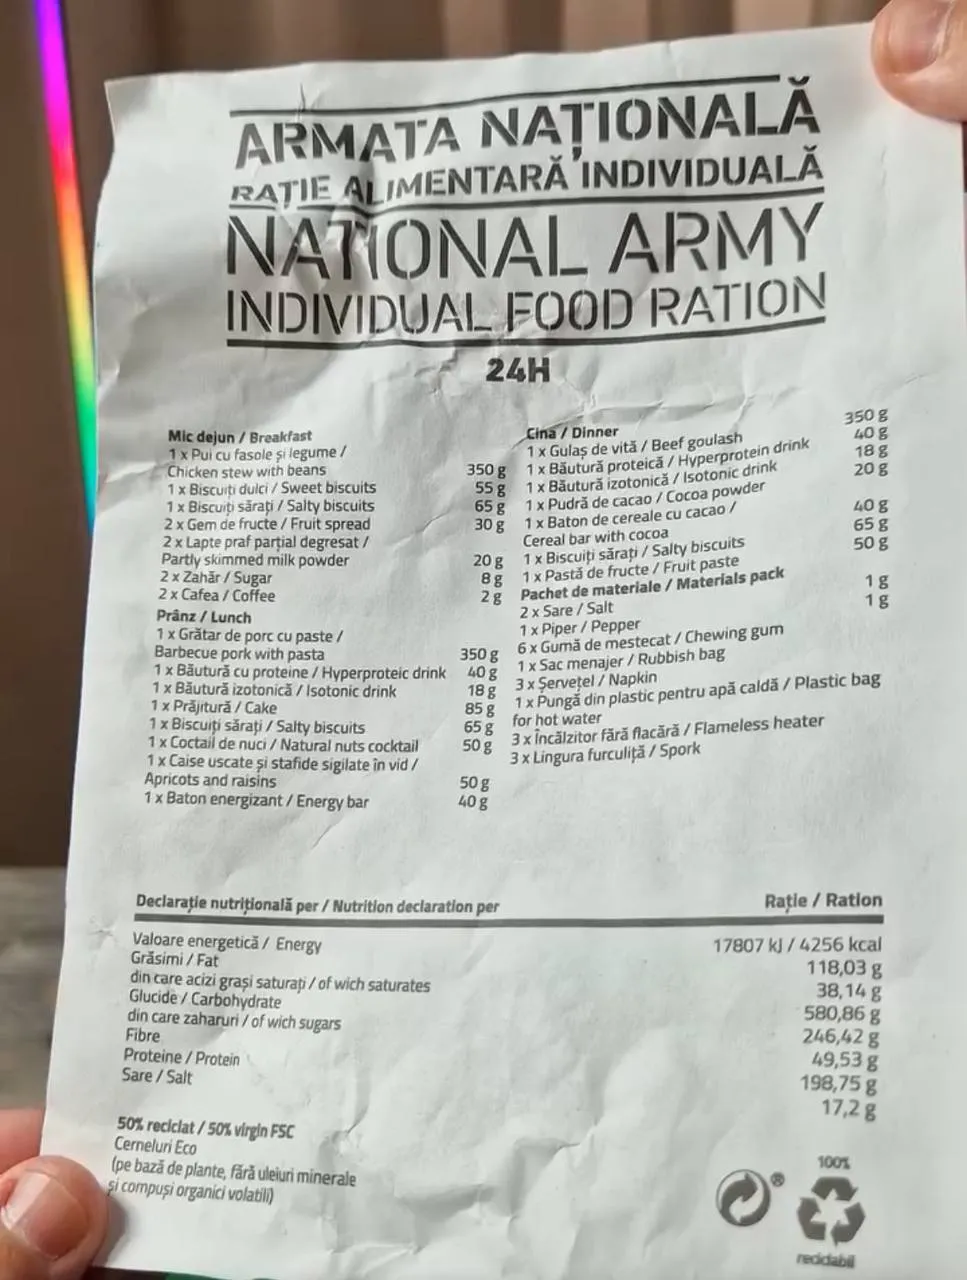 ARMATA NAȚIONALĂ
RAȚIE ALIMENTARĂ INDIVIDUALĂ
NATIONAL ARMY
INDIVIDUAL FOOD RATION
24H
Mic dejun / Breakfast
1 x Pui cu fasole și legume /
Chicken stew with beans 350 g
1 x Biscuiți dulci / Sweet biscuits 55 g
1 x Biscuiți sărați / Salty biscuits 65 g
2 x Gem de fructe / Fruit spread 30 g
2 x Lapte praf parțial degresat /
Partly skimmed milk powder 20 g
2 x Zahăr / Sugar 8 g
2 x Cafea / Coffee 2 g
Prânz / Lunch
1 x Grătar de porc cu paste /
Barbecue pork with pasta 350 g
1 x Băutură cu proteine / Hyperproteic drink 40 g
1 x Băutură izotonică / Isotonic drink 18 g
1 x Prăjitură / Cake 85 g
1 x Biscuiți sărați / Salty biscuits 65 g
1 x Coctail de nuci / Natural nuts cocktail 50 g
1 x Caise uscate și stafide sigilate în vid /
Apricots and raisins 50 g
1 x Baton energizant / Energy bar 40 g
Cina / Dinner
1 x Gulaș de vită / Beef goulash 350 g
1 x Băutură proteică / Hyperprotein drink 40 g
1 x Băutură izotonică / Isotonic drink 18 g
1 x Pudră de cacao / Cocoa powder 20 g
1 x Baton de cereale cu cacao /
Cereal bar with cocoa 40 g
1 x Biscuiți sărați / Salty biscuits 65 g
1 x Pastă de fructe / Fruit paste 50 g
Pachet de materiale / Materials pack
2 x Sare / Salt 1 g
1 x Piper / Pepper 1 g
6 x Gumă de mestecat / Chewing gum
1 x Sac menajer / Rubbish bag
3 x Șervețel / Napkin
1 x Pungă din plastic pentru apă caldă / Plastic bag
for hot water
3 x Încălzitor fără flacără / Flameless heater
3 x Lingura furculiță / Spork
Declarație nutrițională per / Nutrition declaration per Rație / Ration
Valoare energetică / Energy 17807 kJ / 4256 kcal
Grăsimi / Fat 118,03 g
din care acizi grași saturați / of wich saturates 38,14 g
Glucide / Carbohydrate 580,86 g
din care zaharuri / of wich sugars 246,42 g
Fibre 49,53 g
Proteine / Protein 198,75 g
Sare / Salt 17,2 g
50% reciclat / 50% virgin FSC
Cerneluri Eco
(pe bază de plante, fără uleiuri minerale
și compuși organici volatili)
®
100%
reciclabil